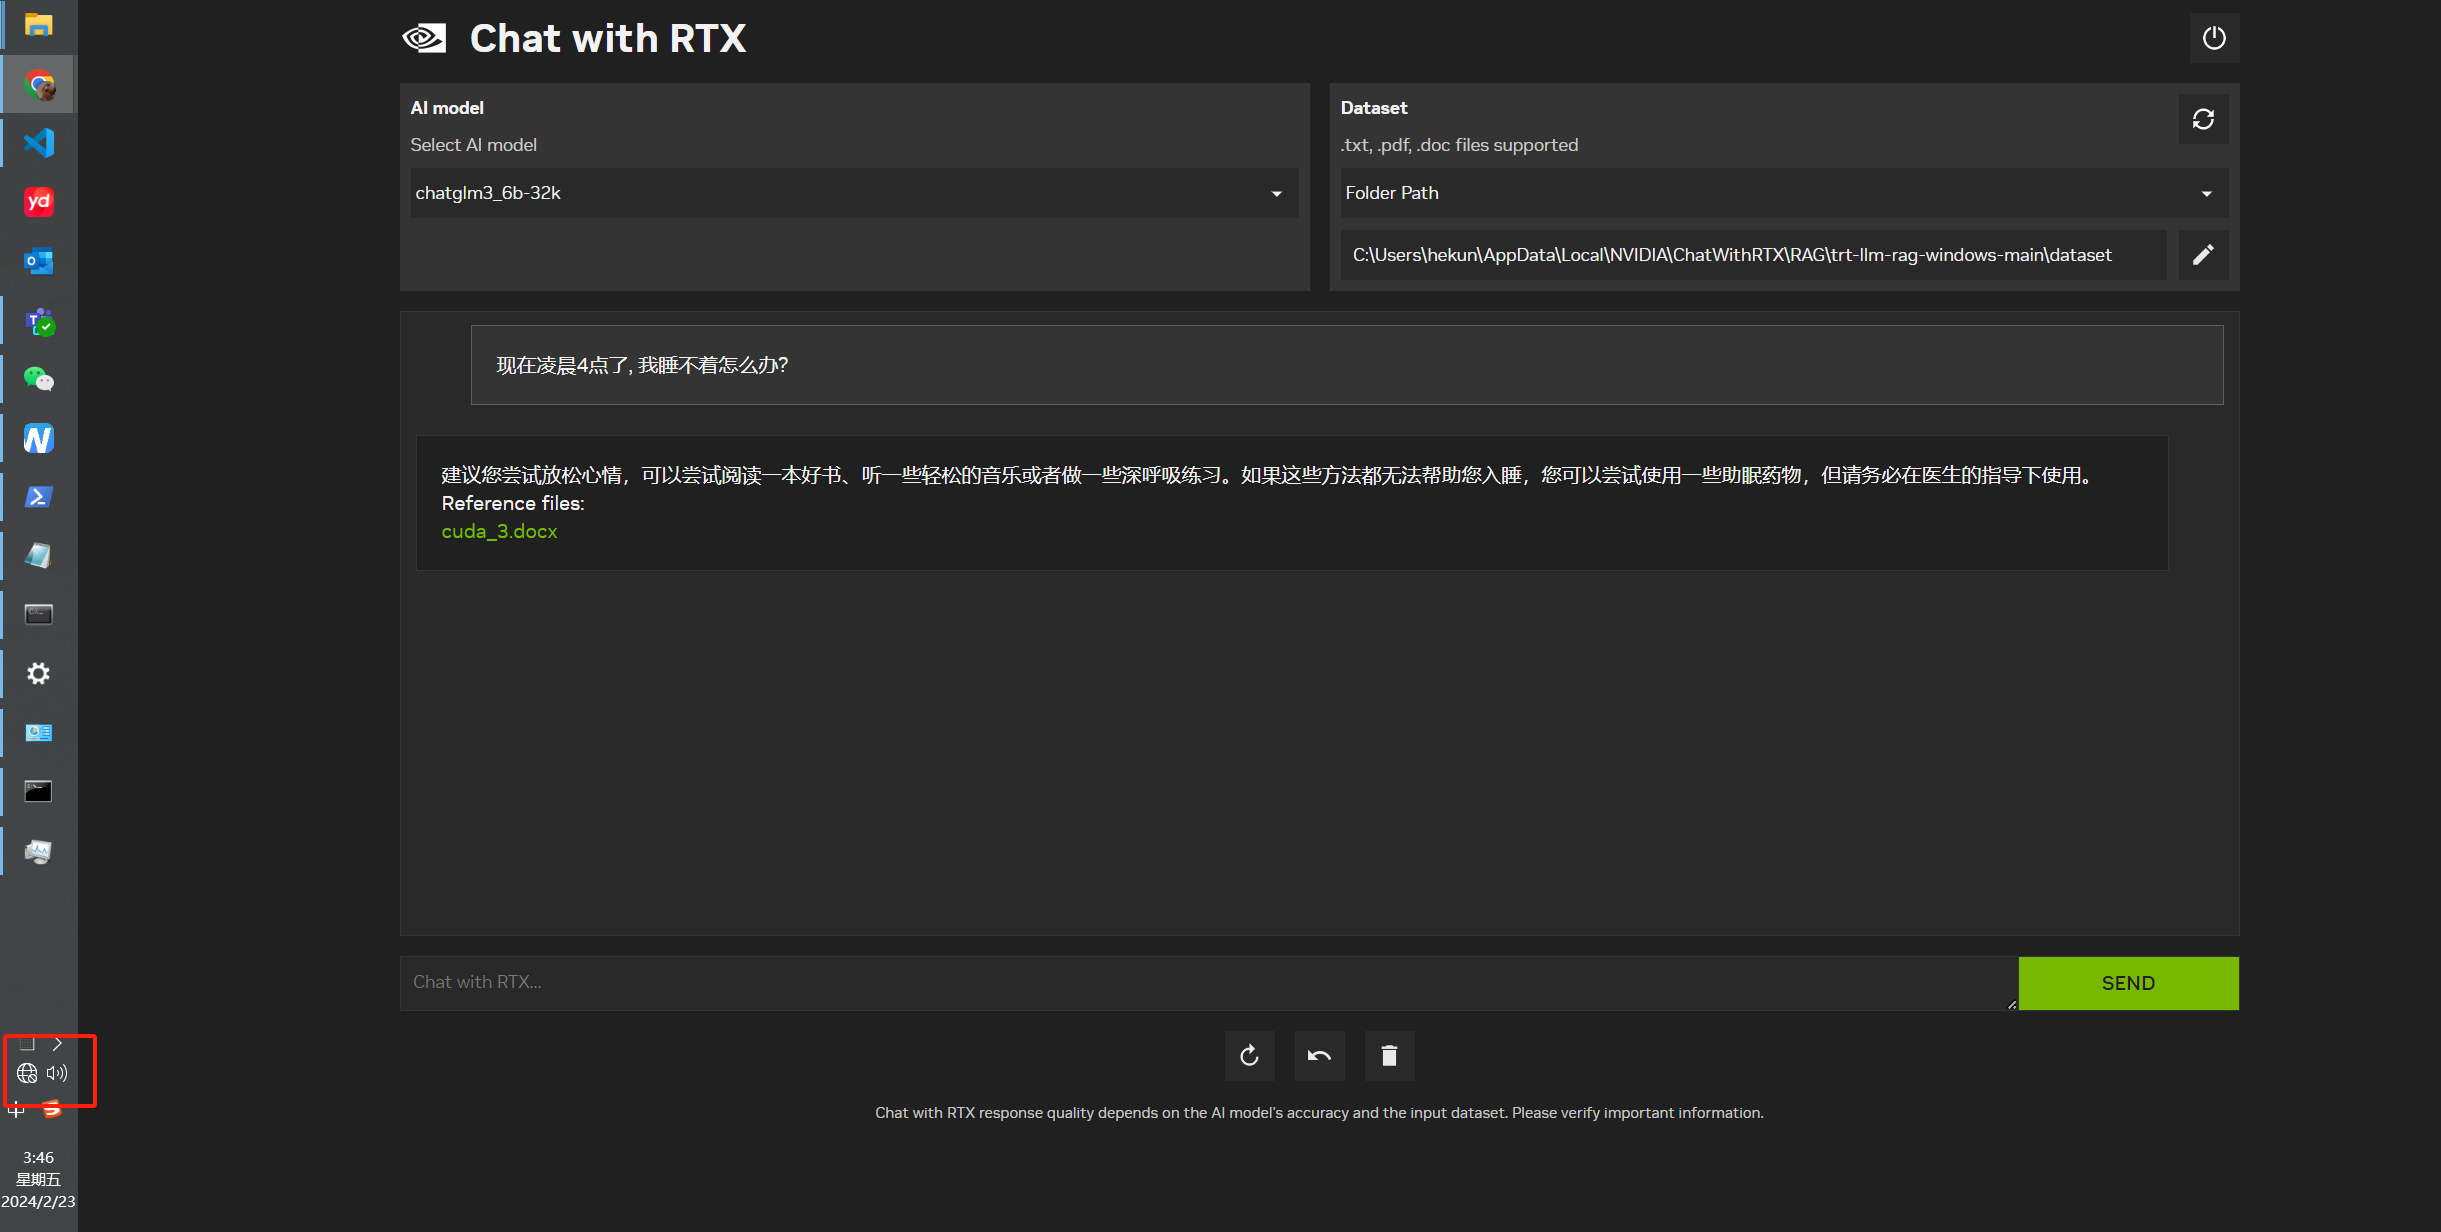 Chat with RTX
AI model
Select AI model
chatglm3_6b-32k
Dataset
.txt, .pdf, .doc files supported
Folder Path
C:\Users\hekun\AppData\Local\NVIDIA\ChatWithRTX\RAG\trt-llm-rag-windows-main\dataset
现在凌晨4点了, 我睡不着怎么办?
建议您尝试放松心情，可以尝试阅读一本好书、听一些轻松的音乐或者做一些深呼吸练习。如果这些方法都无法帮助您入睡，您可以尝试使用一些助眠药物，但请务必在医生的指导下使用。
Reference files:
cuda_3.docx
Chat with RTX...
SEND
Chat with RTX response quality depends on the AI model's accuracy and the input dataset. Please verify important information.
yd
中
3:46
星期五
2024/2/23